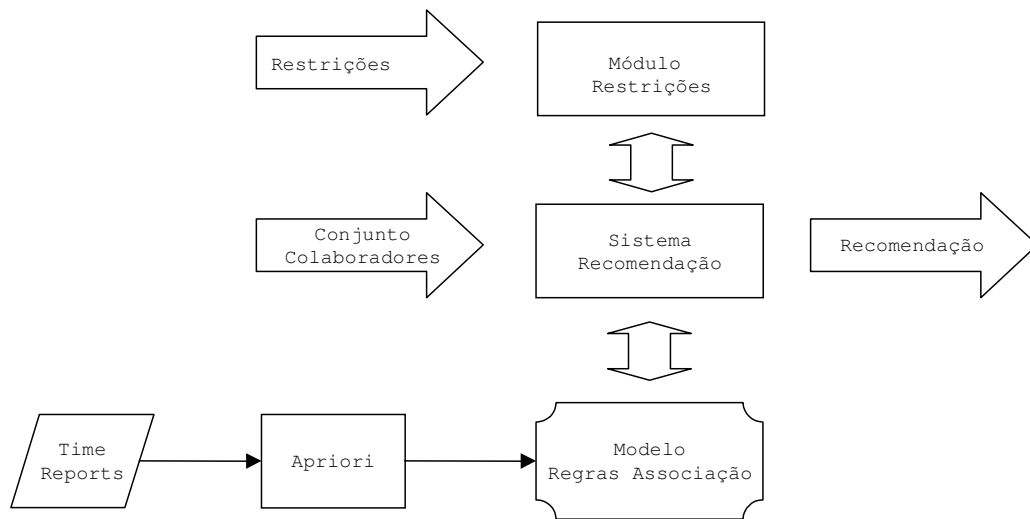 Restrições
Módulo
Restrições
Conjunto
Colaboradores
Sistema
Recomendação
Recomendação
Time
Reports
Apriori
Modelo
Regras Associação